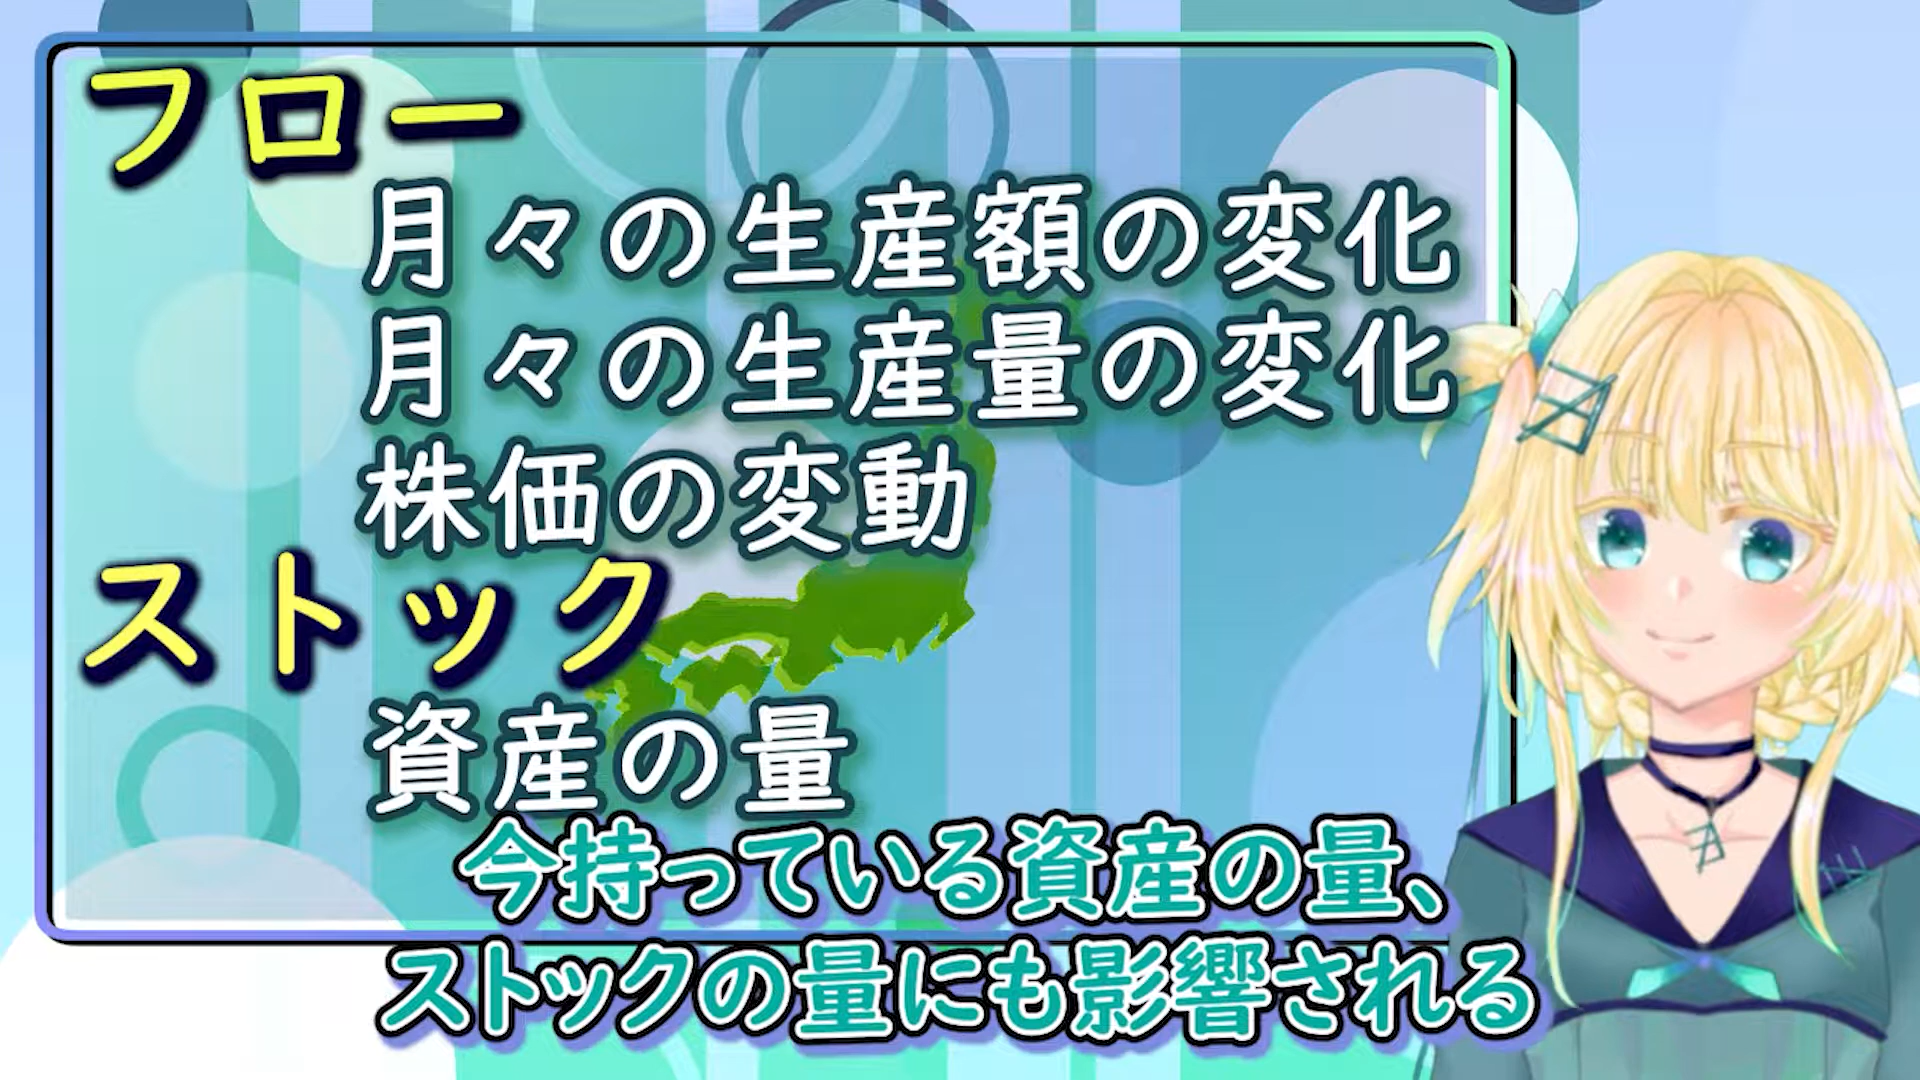 フロー
月々の生産額の変化
月々の生産量の変化
株価の変動
ストック
資産の量
今持っている資産の量、
ストックの量にも影響される